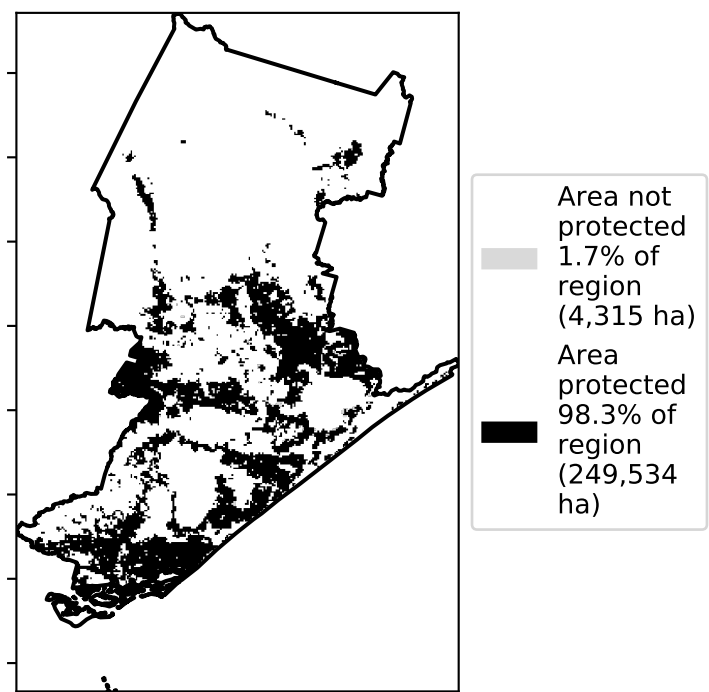 Area not
protected
1.7% of
region
(4,315 ha)
Area
protected
98.3% of
region
(249,534
ha)